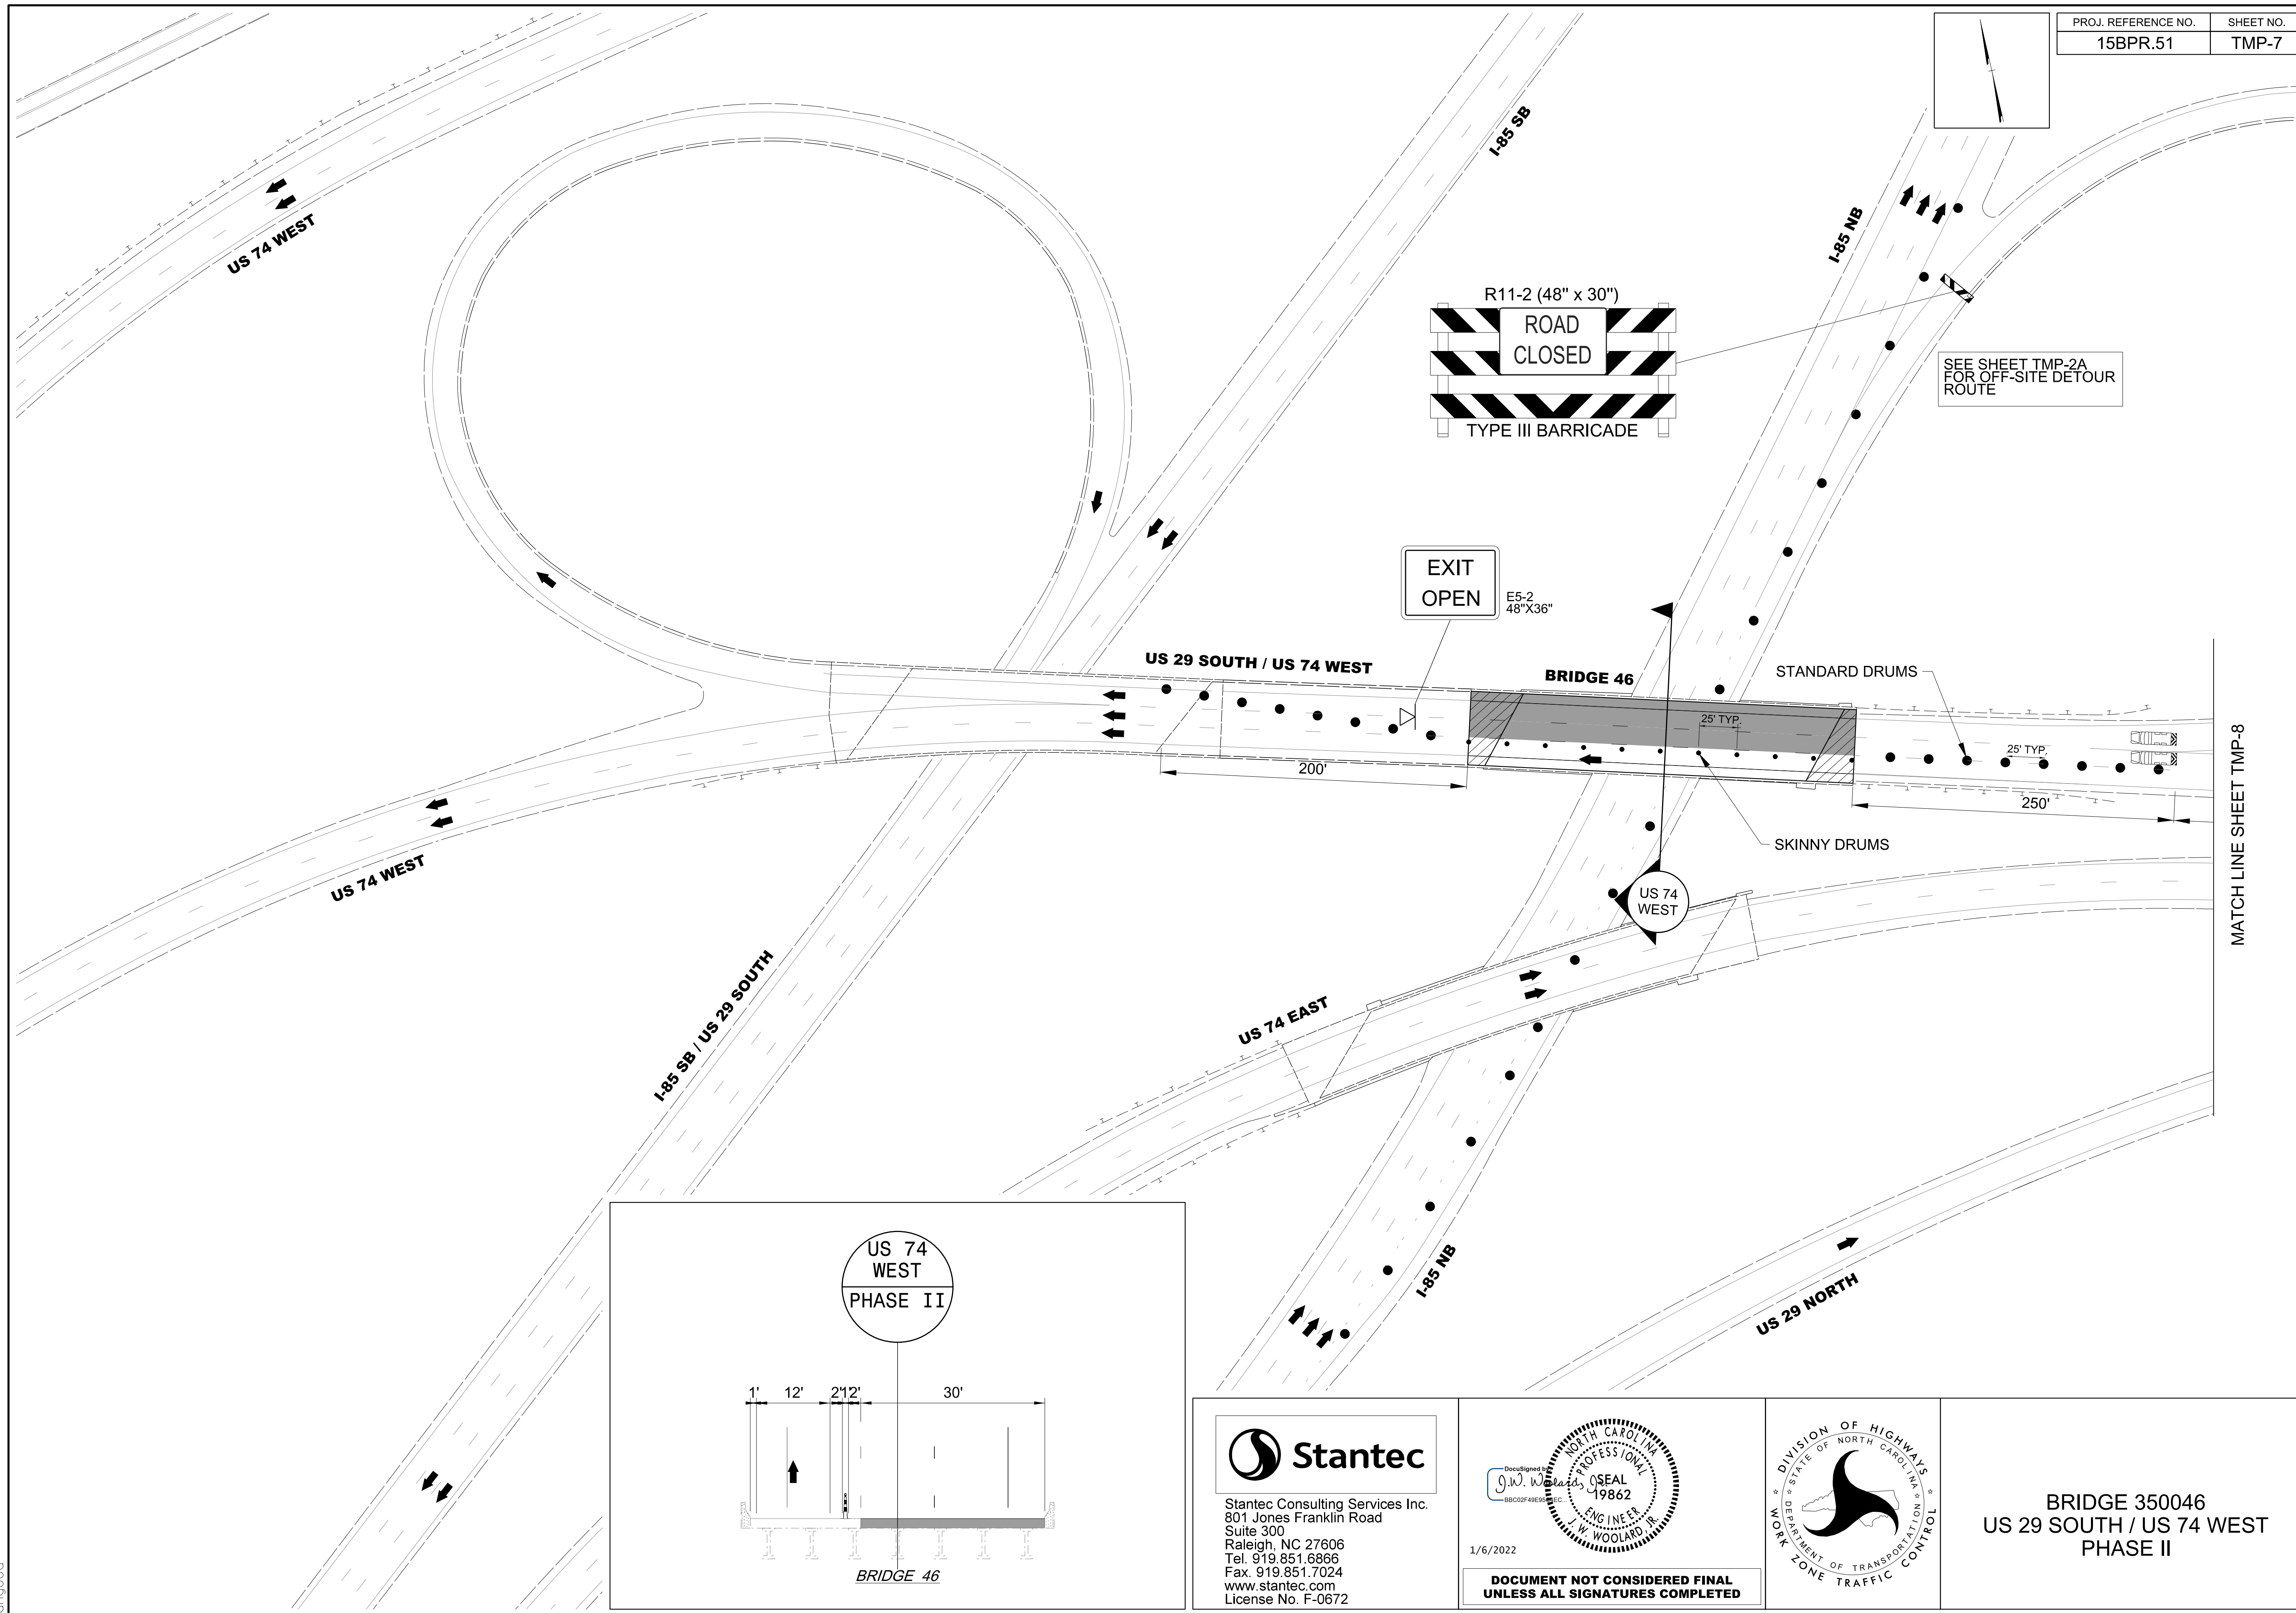 PROJ. REFERENCE NO.
SHEET NO.
15BPR.51
TMP-7
I-85 SB
I-85 NB
US 74 WEST
R11-2 (48" x 30")
ROAD
CLOSED
TYPE III BARRICADE
SEE SHEET TMP-2A
FOR OFF-SITE DETOUR
ROUTE
EXIT
OPEN
E5-2
48"X36"
US 29 SOUTH / US 74 WEST
BRIDGE 46
STANDARD DRUMS
25' TYP.
25' TYP.
200'
250'
SKINNY DRUMS
MATCH LINE SHEET TMP-8
US 74 WEST
US 74
WEST
I-85 SB / US 29 SOUTH
US 74 EAST
I-85 NB
US 29 NORTH
US 74
WEST
PHASE II
1'
12'
2'
1'
2'
30'
BRIDGE 46
Stantec
Stantec Consulting Services Inc.
801 Jones Franklin Road
Suite 300
Raleigh, NC 27606
Tel. 919.851.6866
Fax. 919.851.7024
www.stantec.com
License No. F-0672
DocuSigned by
J.W. Woolard, Jr.
NORTH CAROLINA
PROFESSIONAL
SEAL
19862
ENGINEER
J. W. WOOLARD, JR.
1/6/2022
DOCUMENT NOT CONSIDERED FINAL
UNLESS ALL SIGNATURES COMPLETED
DIVISION OF HIGHWAYS
STATE OF NORTH CAROLINA
DEPARTMENT OF TRANSPORTATION
WORK ZONE TRAFFIC CONTROL
BRIDGE 350046
US 29 SOUTH / US 74 WEST
PHASE II